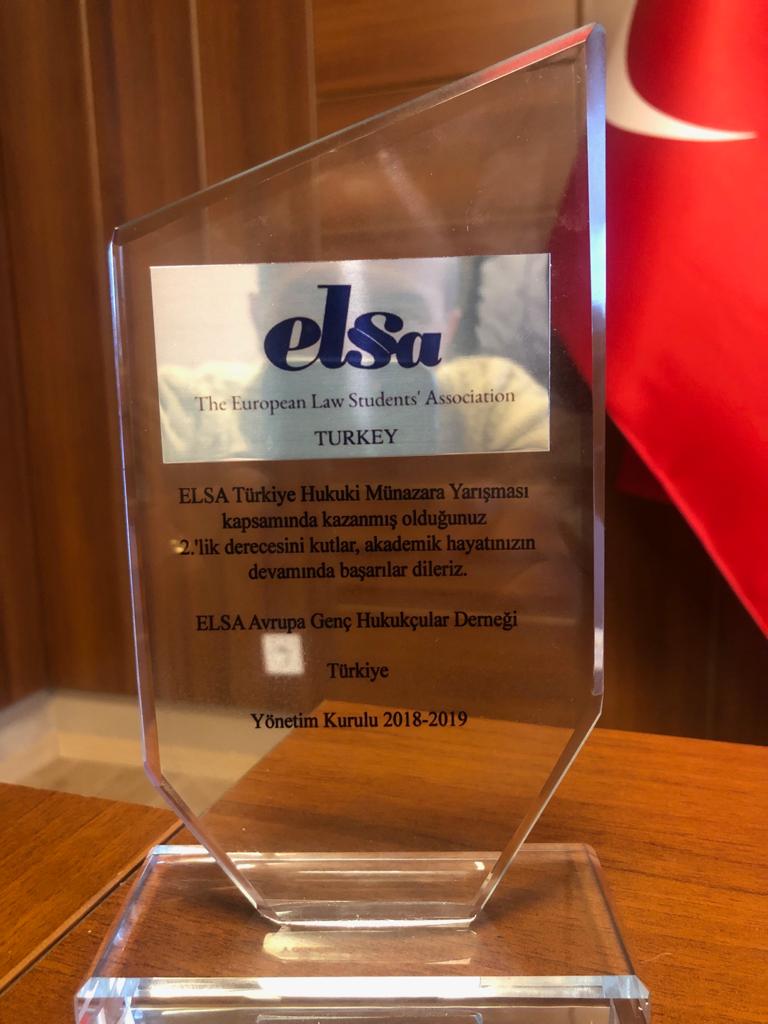 elsa
The European Law Students' Association
TURKEY
ELSA Türkiye Hukuki Münazara Yarışması
kapsamında kazanmış olduğunuz
2.'lik derecesini kutlar, akademik hayatınızın
devamında başarılar dileriz.
ELSA Avrupa Genç Hukukçular Derneği
Türkiye
Yönetim Kurulu 2018-2019